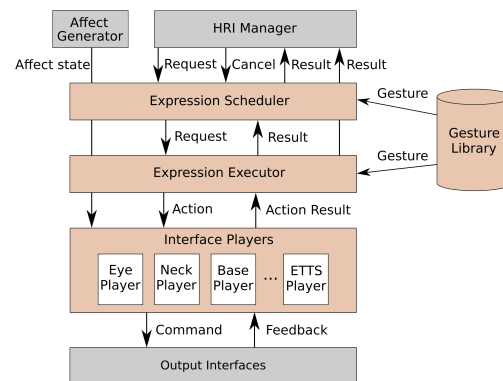 Affect
Generator
HRI Manager
Affect state
Request
Cancel
Result
Result
Expression Scheduler
Gesture
Gesture
Library
Request
Result
Gesture
Expression Executor
Action
Action Result
Interface Players
Eye
Player
Neck
Player
Base
Player
...
ETTS
Player
Command
Feedback
Output Interfaces